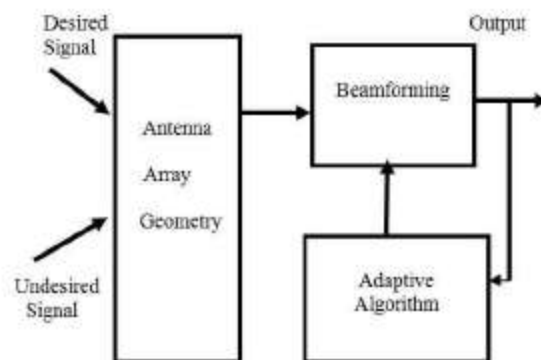 Desired
Signal
Output
Beamforming
Antenna
Array
Geometry
Undesired
Signal
Adaptive
Algorithm